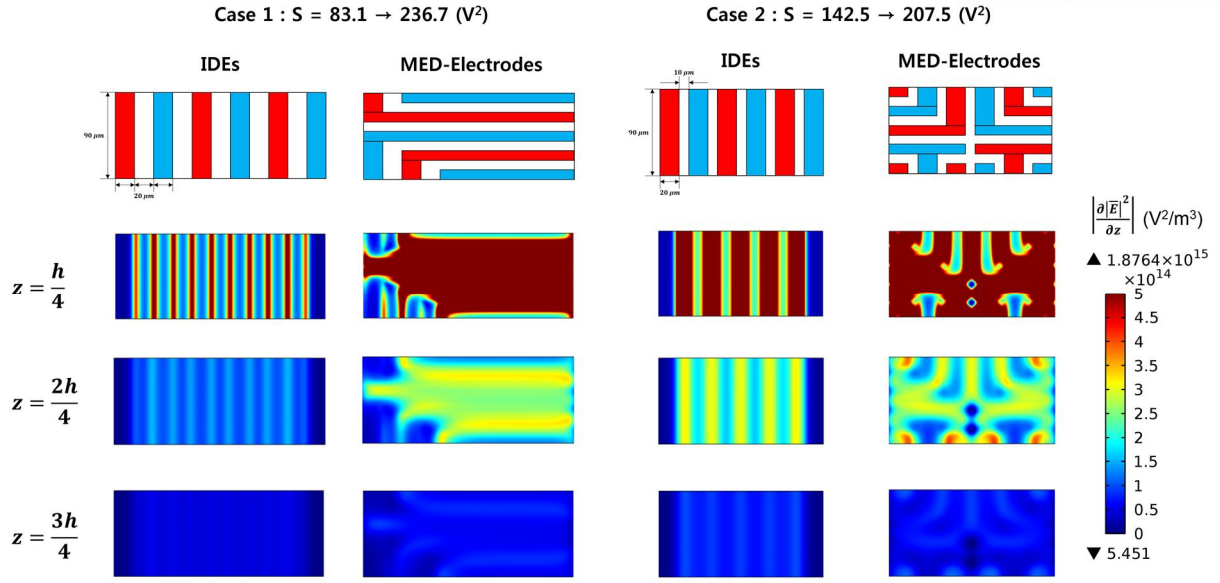 Case 1 : S = 83.1 → 236.7 (V²)
Case 2 : S = 142.5 → 207.5 (V²)
IDEs
MED-Electrodes
IDEs
MED-Electrodes
10 μm
90 μm
20 μm
90 μm
20 μm
|∂|E̅|²/∂z| (V²/m³)
▲ 1.8764×10¹⁵
×10¹⁴
5
4.5
4
3.5
3
2.5
2
1.5
1
0.5
0
▼ 5.451
z = h/4
z = 2h/4
z = 3h/4